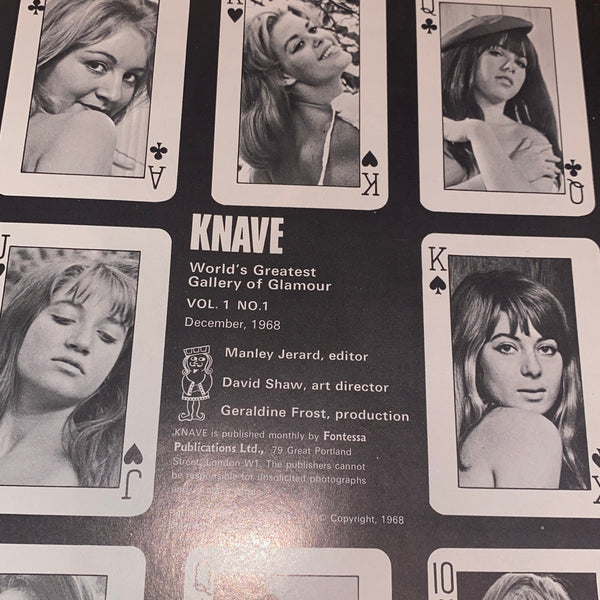 A
K
K
Q
Q
KNAVE
World's Greatest
Gallery of Glamour
VOL. 1 NO.1
December, 1968
Manley Jerard, editor
David Shaw, art director
Geraldine Frost, production
KNAVE is published monthly by Fontessa
Publications Ltd., 79 Great Portland
Street, London W1. The publishers cannot
be responsible for unsolicited photographs
© Copyright, 1968
J
J
K
K
Q
10